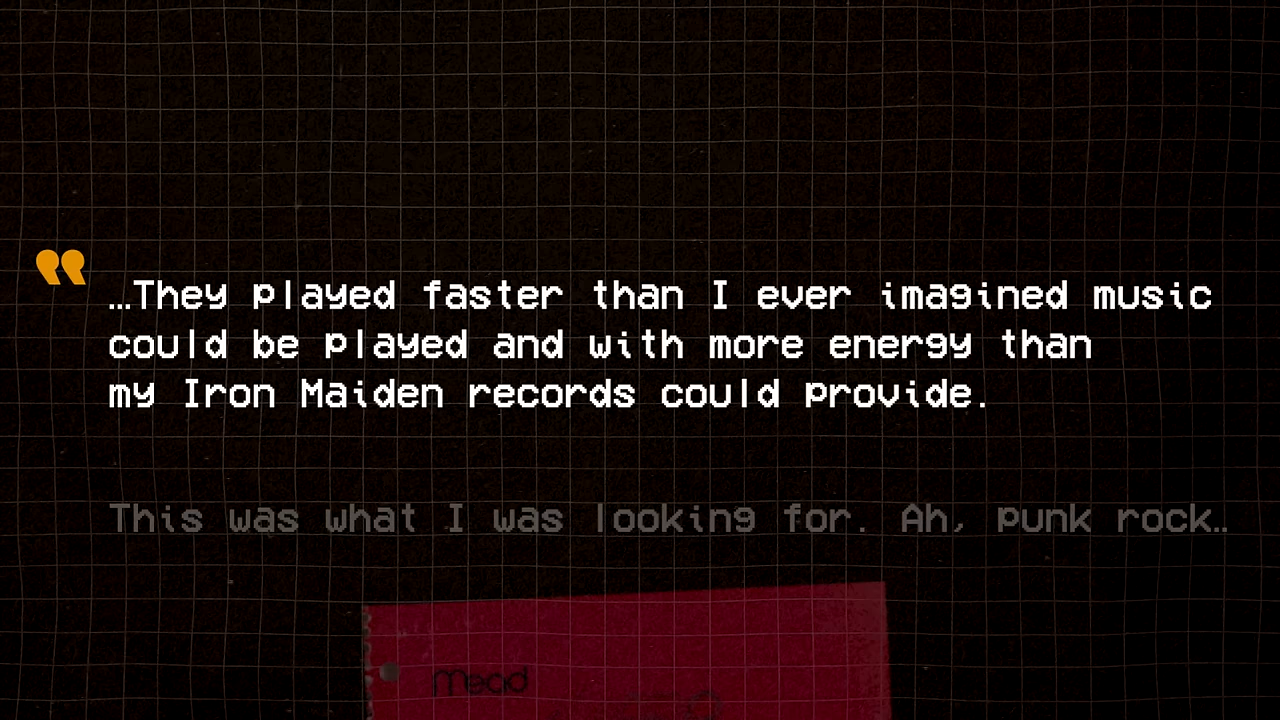 …They played faster than I ever imagined music
could be played and with more energy than
my Iron Maiden records could provide.
This was what I was looking for. Ah, punk rock..
Mead